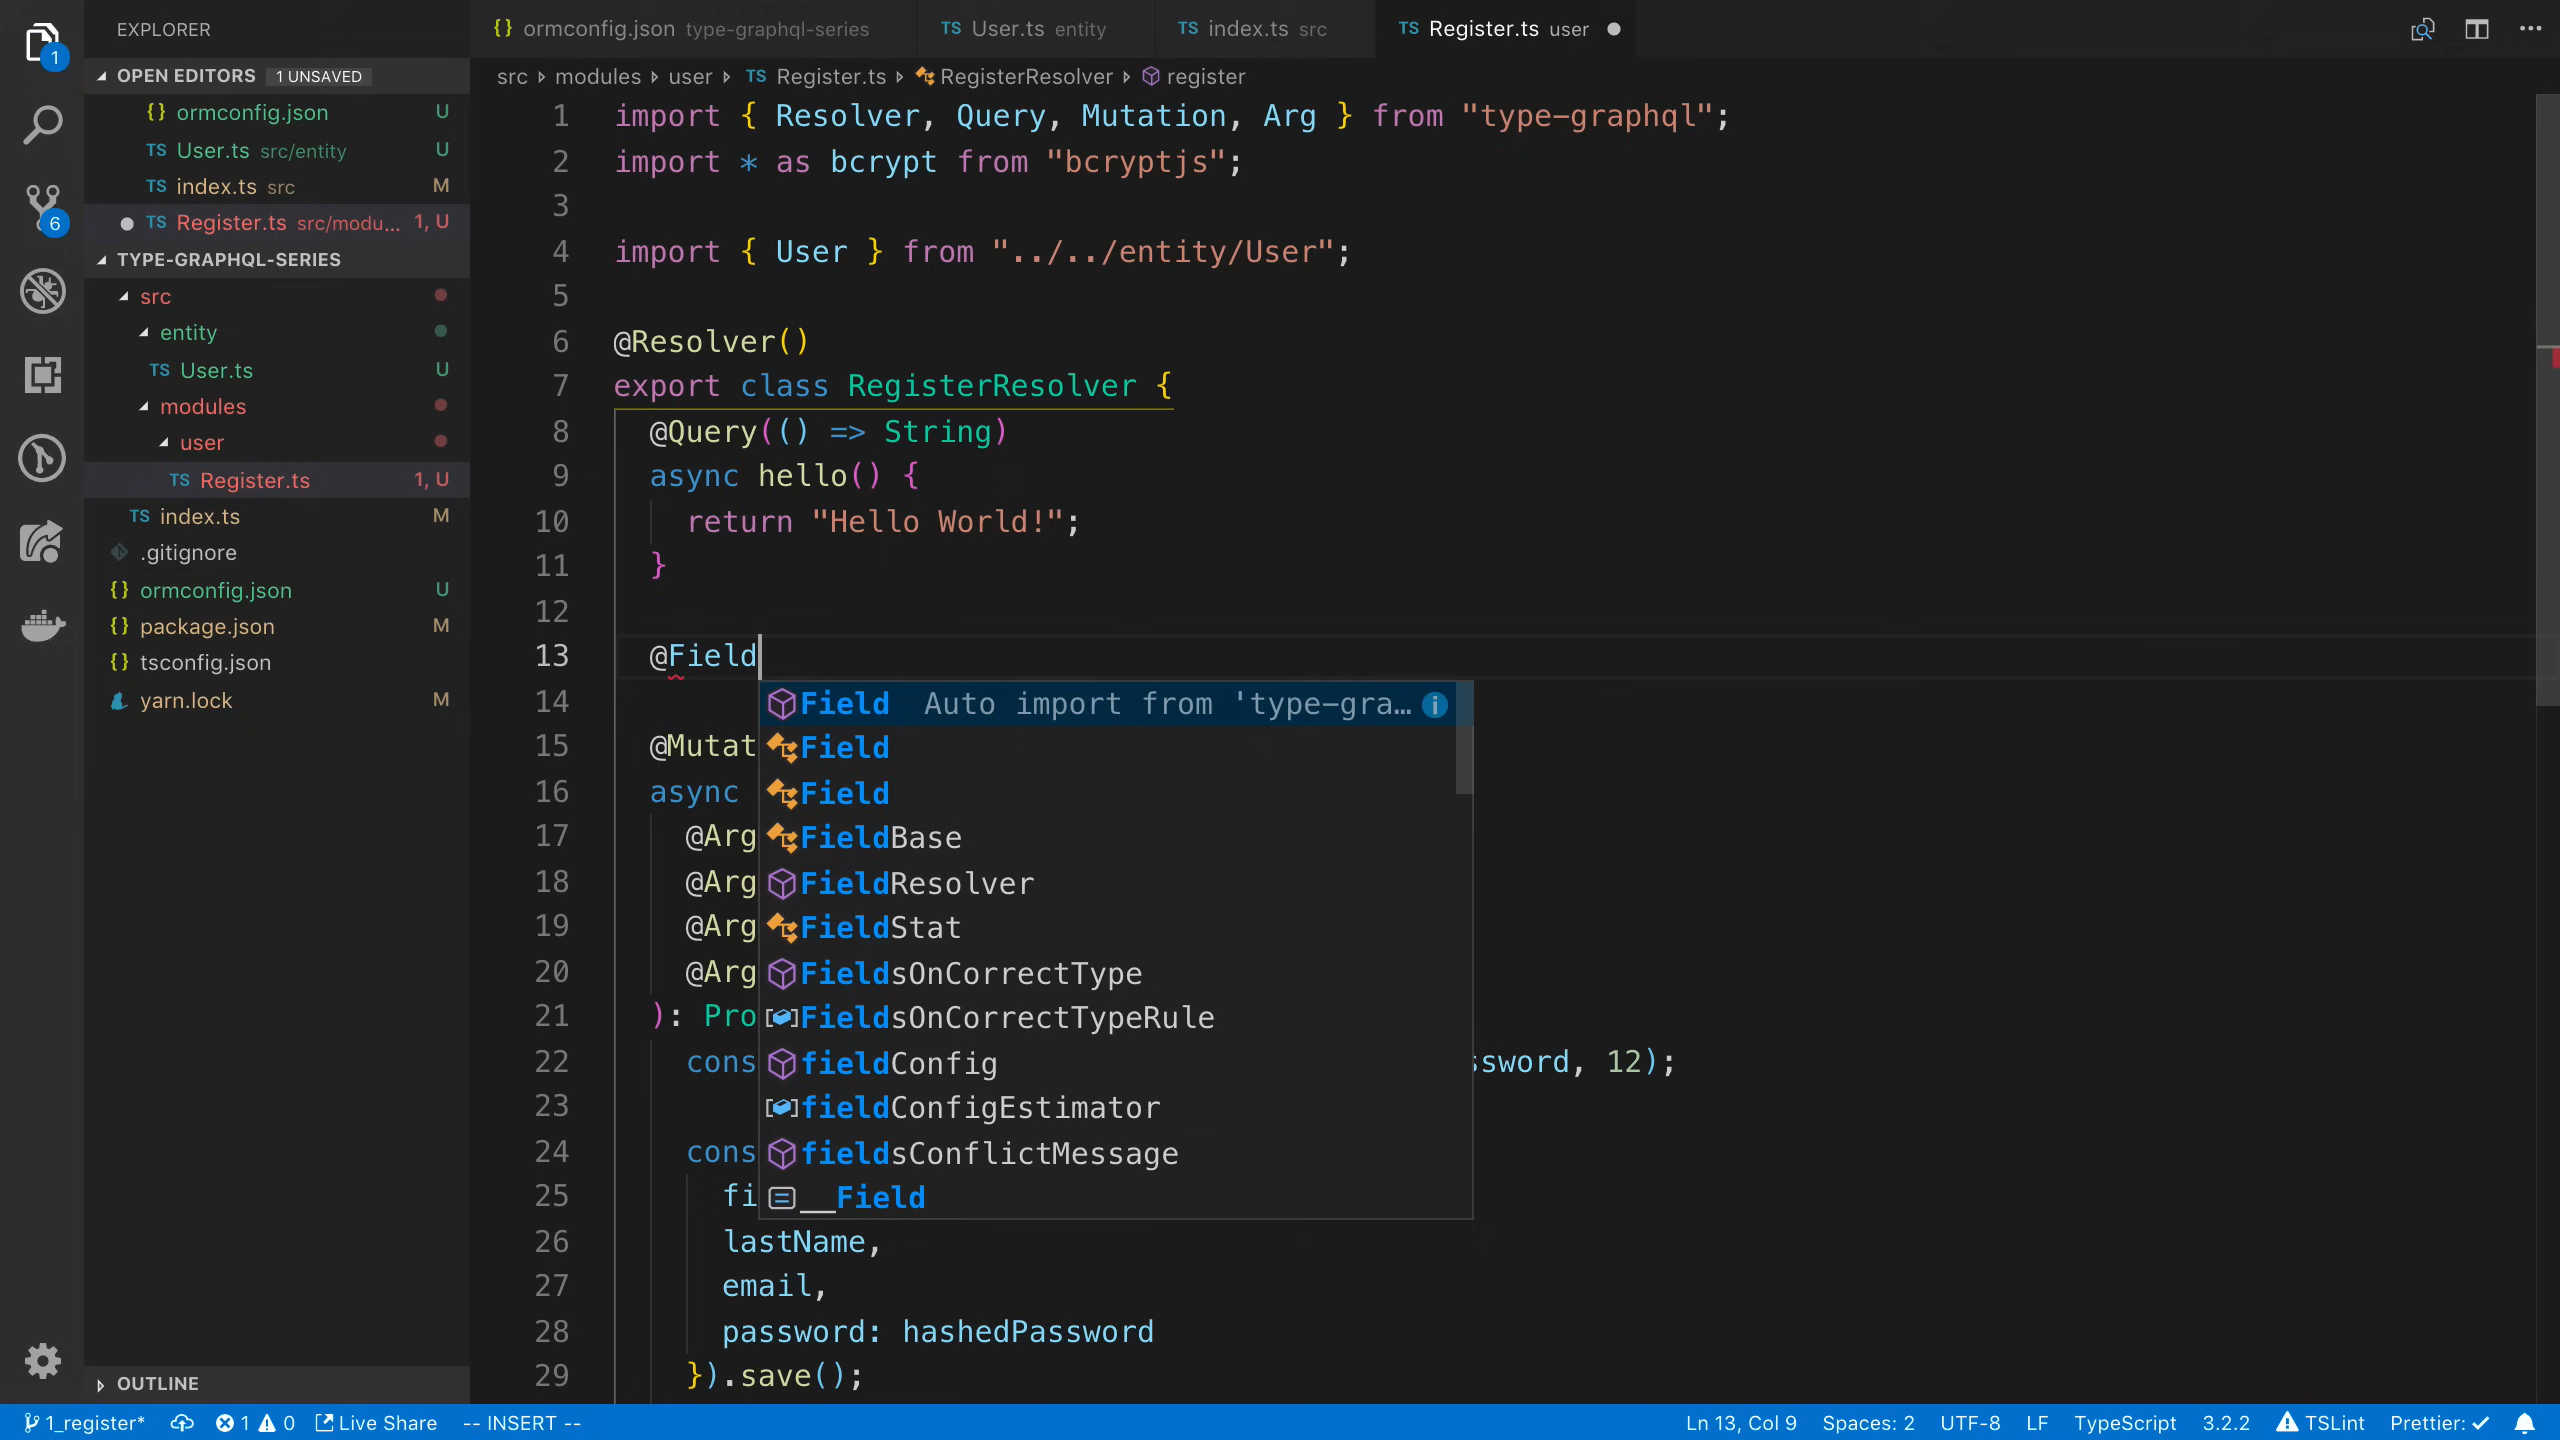 EXPLORER
OPEN EDITORS 1 UNSAVED
{} ormconfig.json U
TS User.ts src/entity U
TS index.ts src M
TS Register.ts src/modu... 1, U
TYPE-GRAPHQL-SERIES
src
entity
TS User.ts U
modules
user
TS Register.ts 1, U
TS index.ts M
.gitignore
{} ormconfig.json U
{} package.json M
tsconfig.json
yarn.lock M
OUTLINE
1
6
{} ormconfig.json type-graphql-series
TS User.ts entity
TS index.ts src
TS Register.ts user
src modules user TS Register.ts RegisterResolver register
1 import { Resolver, Query, Mutation, Arg } from "type-graphql";
2 import * as bcrypt from "bcryptjs";
3
4 import { User } from "../../entity/User";
5
6 @Resolver()
7 export class RegisterResolver {
8 @Query(() => String)
9 async hello() {
10 return "Hello World!";
11 }
12
13 @Field
14
15 @Mutat
16 async
17 @Arg
18 @Arg
19 @Arg
20 @Arg
21 ): Pro
22 cons ssword, 12);
23
24 cons
25 fi
26 lastName,
27 email,
28 password: hashedPassword
29 }).save();
Field Auto import from 'type-gra...
Field
Field
FieldBase
FieldResolver
FieldStat
FieldsOnCorrectType
FieldsOnCorrectTypeRule
fieldConfig
fieldConfigEstimator
fieldsConflictMessage
__Field
1_register* 1 0 Live Share -- INSERT -- Ln 13, Col 9 Spaces: 2 UTF-8 LF TypeScript 3.2.2 TSLint Prettier: ✓